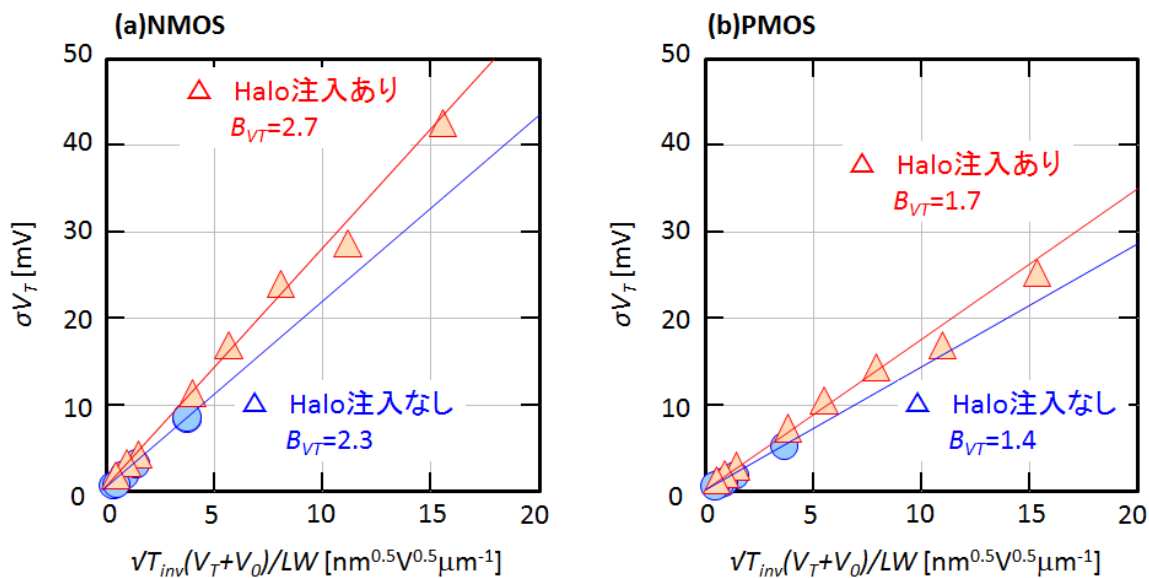 (a)NMOS
50
40
30
20
10
0
σV_T [mV]
△ Halo注入あり
B_VT=2.7
△ Halo注入なし
B_VT=2.3
0 5 10 15 20
√T_inv(V_T+V_0)/LW [nm^0.5V^0.5μm^-1]
(b)PMOS
50
40
30
20
10
0
σV_T [mV]
△ Halo注入あり
B_VT=1.7
△ Halo注入なし
B_VT=1.4
0 5 10 15 20
√T_inv(V_T+V_0)/LW [nm^0.5V^0.5μm^-1]